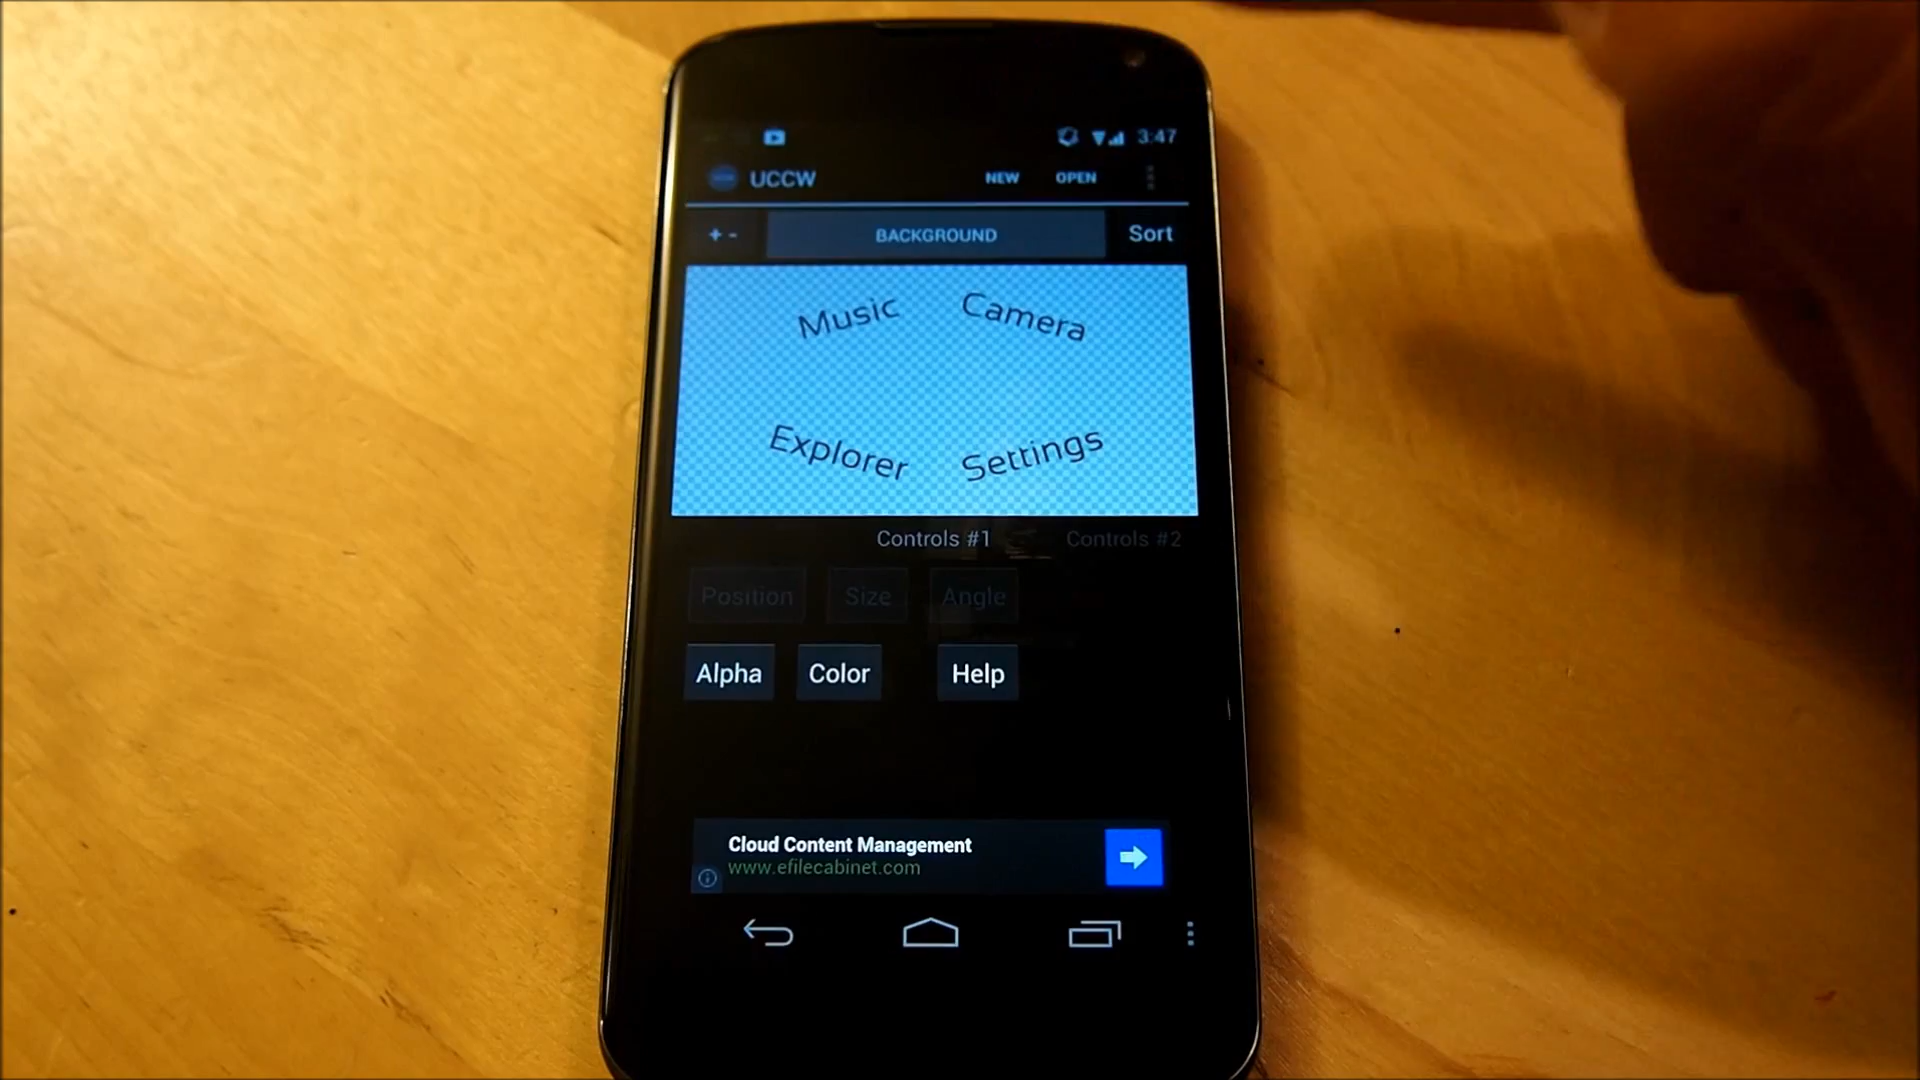 3:47
UCCW NEW OPEN
+ - BACKGROUND Sort
Music Camera
Explorer Settings
Controls #1 Controls #2
Position Size Angle
Alpha Color Help
Cloud Content Management
www.efilecabinet.com